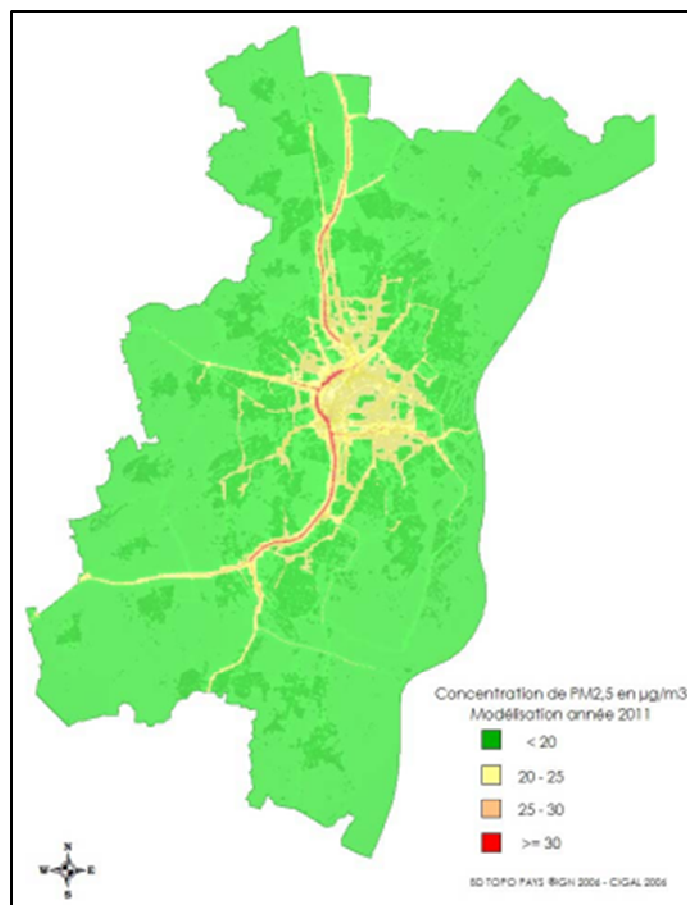 Concentration de PM2,5 en µg/m3
Modélisation année 2011
< 20
20 - 25
25 - 30
>= 30
BD TOPO PAYS ®IGN 2006 - CIGAL 2006
N
W E
S